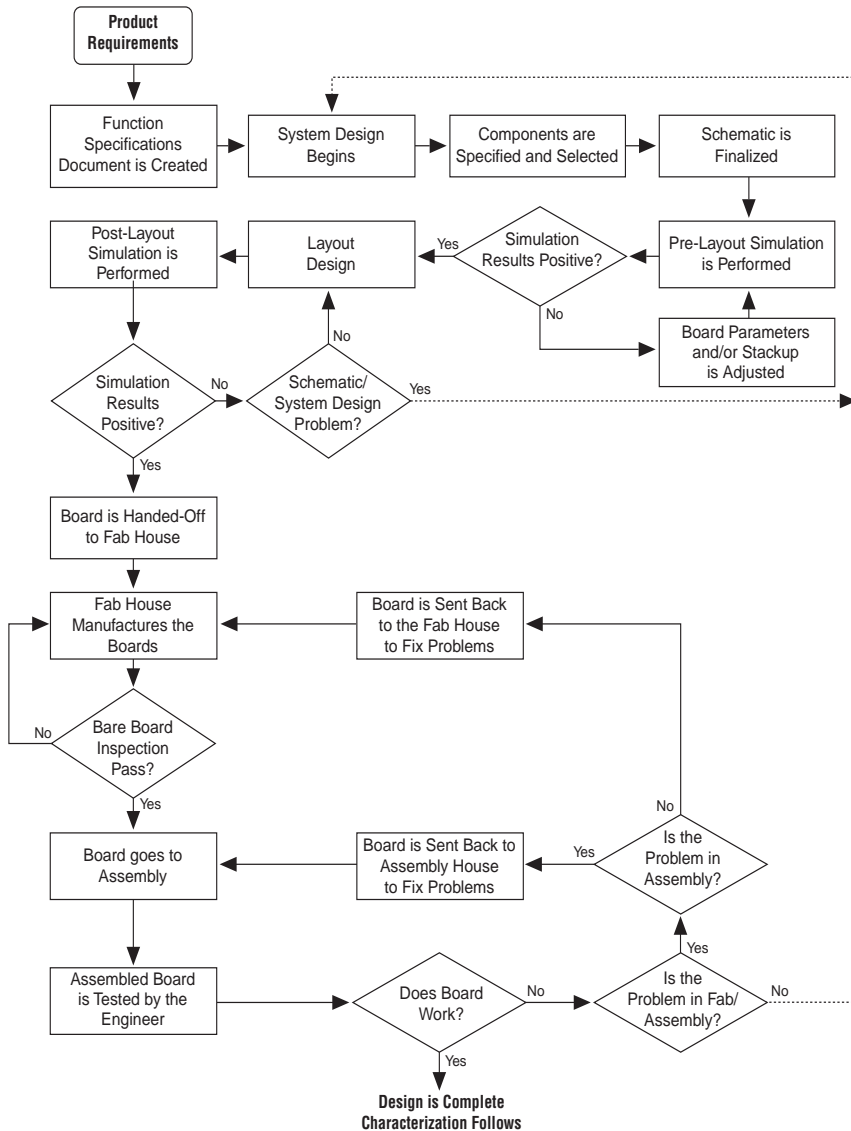 Product
Requirements
Function
Specifications
Document is Created
System Design
Begins
Components are
Specified and Selected
Schematic is
Finalized
Post-Layout
Simulation is
Performed
Layout
Design
Yes
Simulation
Results Positive?
Pre-Layout Simulation
is Performed
No
Board Parameters
and/or Stackup
is Adjusted
Simulation
Results
Positive?
No
No
Schematic/
System Design
Problem?
Yes
Yes
Board is Handed-Off
to Fab House
Fab House
Manufactures the
Boards
Board is Sent Back
to the Fab House
to Fix Problems
No
Bare Board
Inspection
Pass?
Yes
No
Board goes to
Assembly
Board is Sent Back to
Assembly House
to Fix Problems
Yes
Is the
Problem in
Assembly?
Yes
Assembled Board
is Tested by the
Engineer
Does Board
Work?
No
Is the
Problem in Fab/
Assembly?
No
Yes
Design is Complete
Characterization Follows